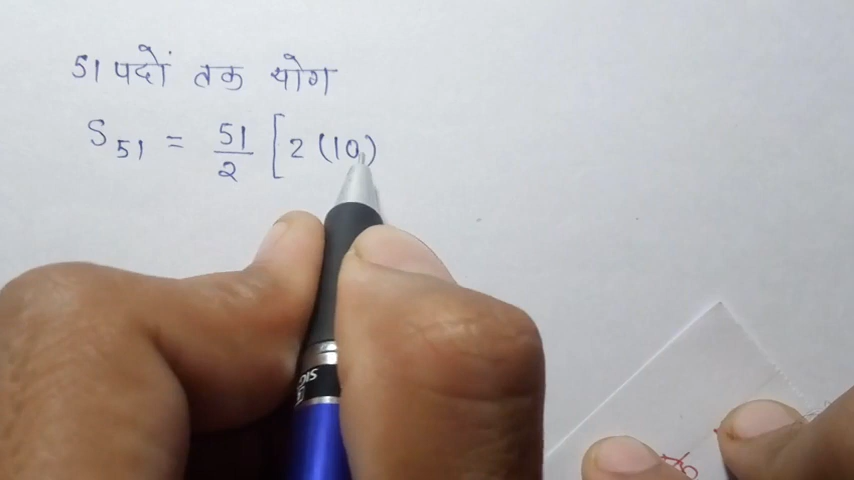 51 पदों तक योग
S₅₁ = 51/2 [2(10)